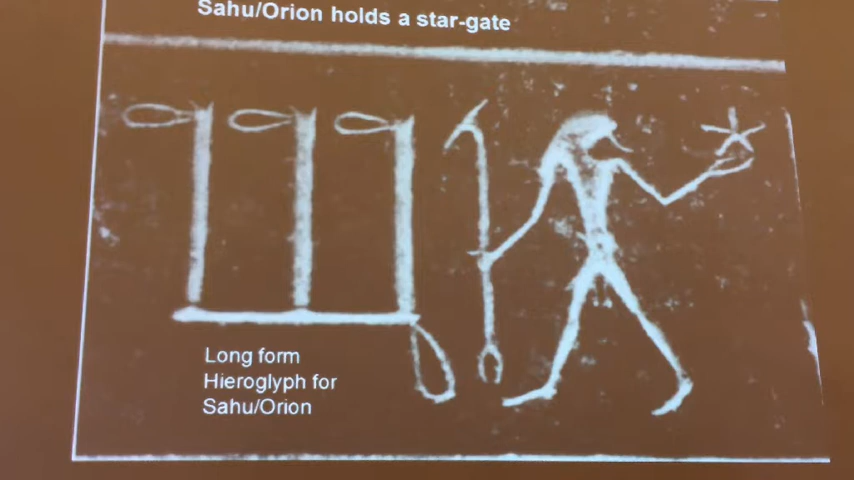 Sahu/Orion holds a star-gate
Long form
Hieroglyph for
Sahu/Orion